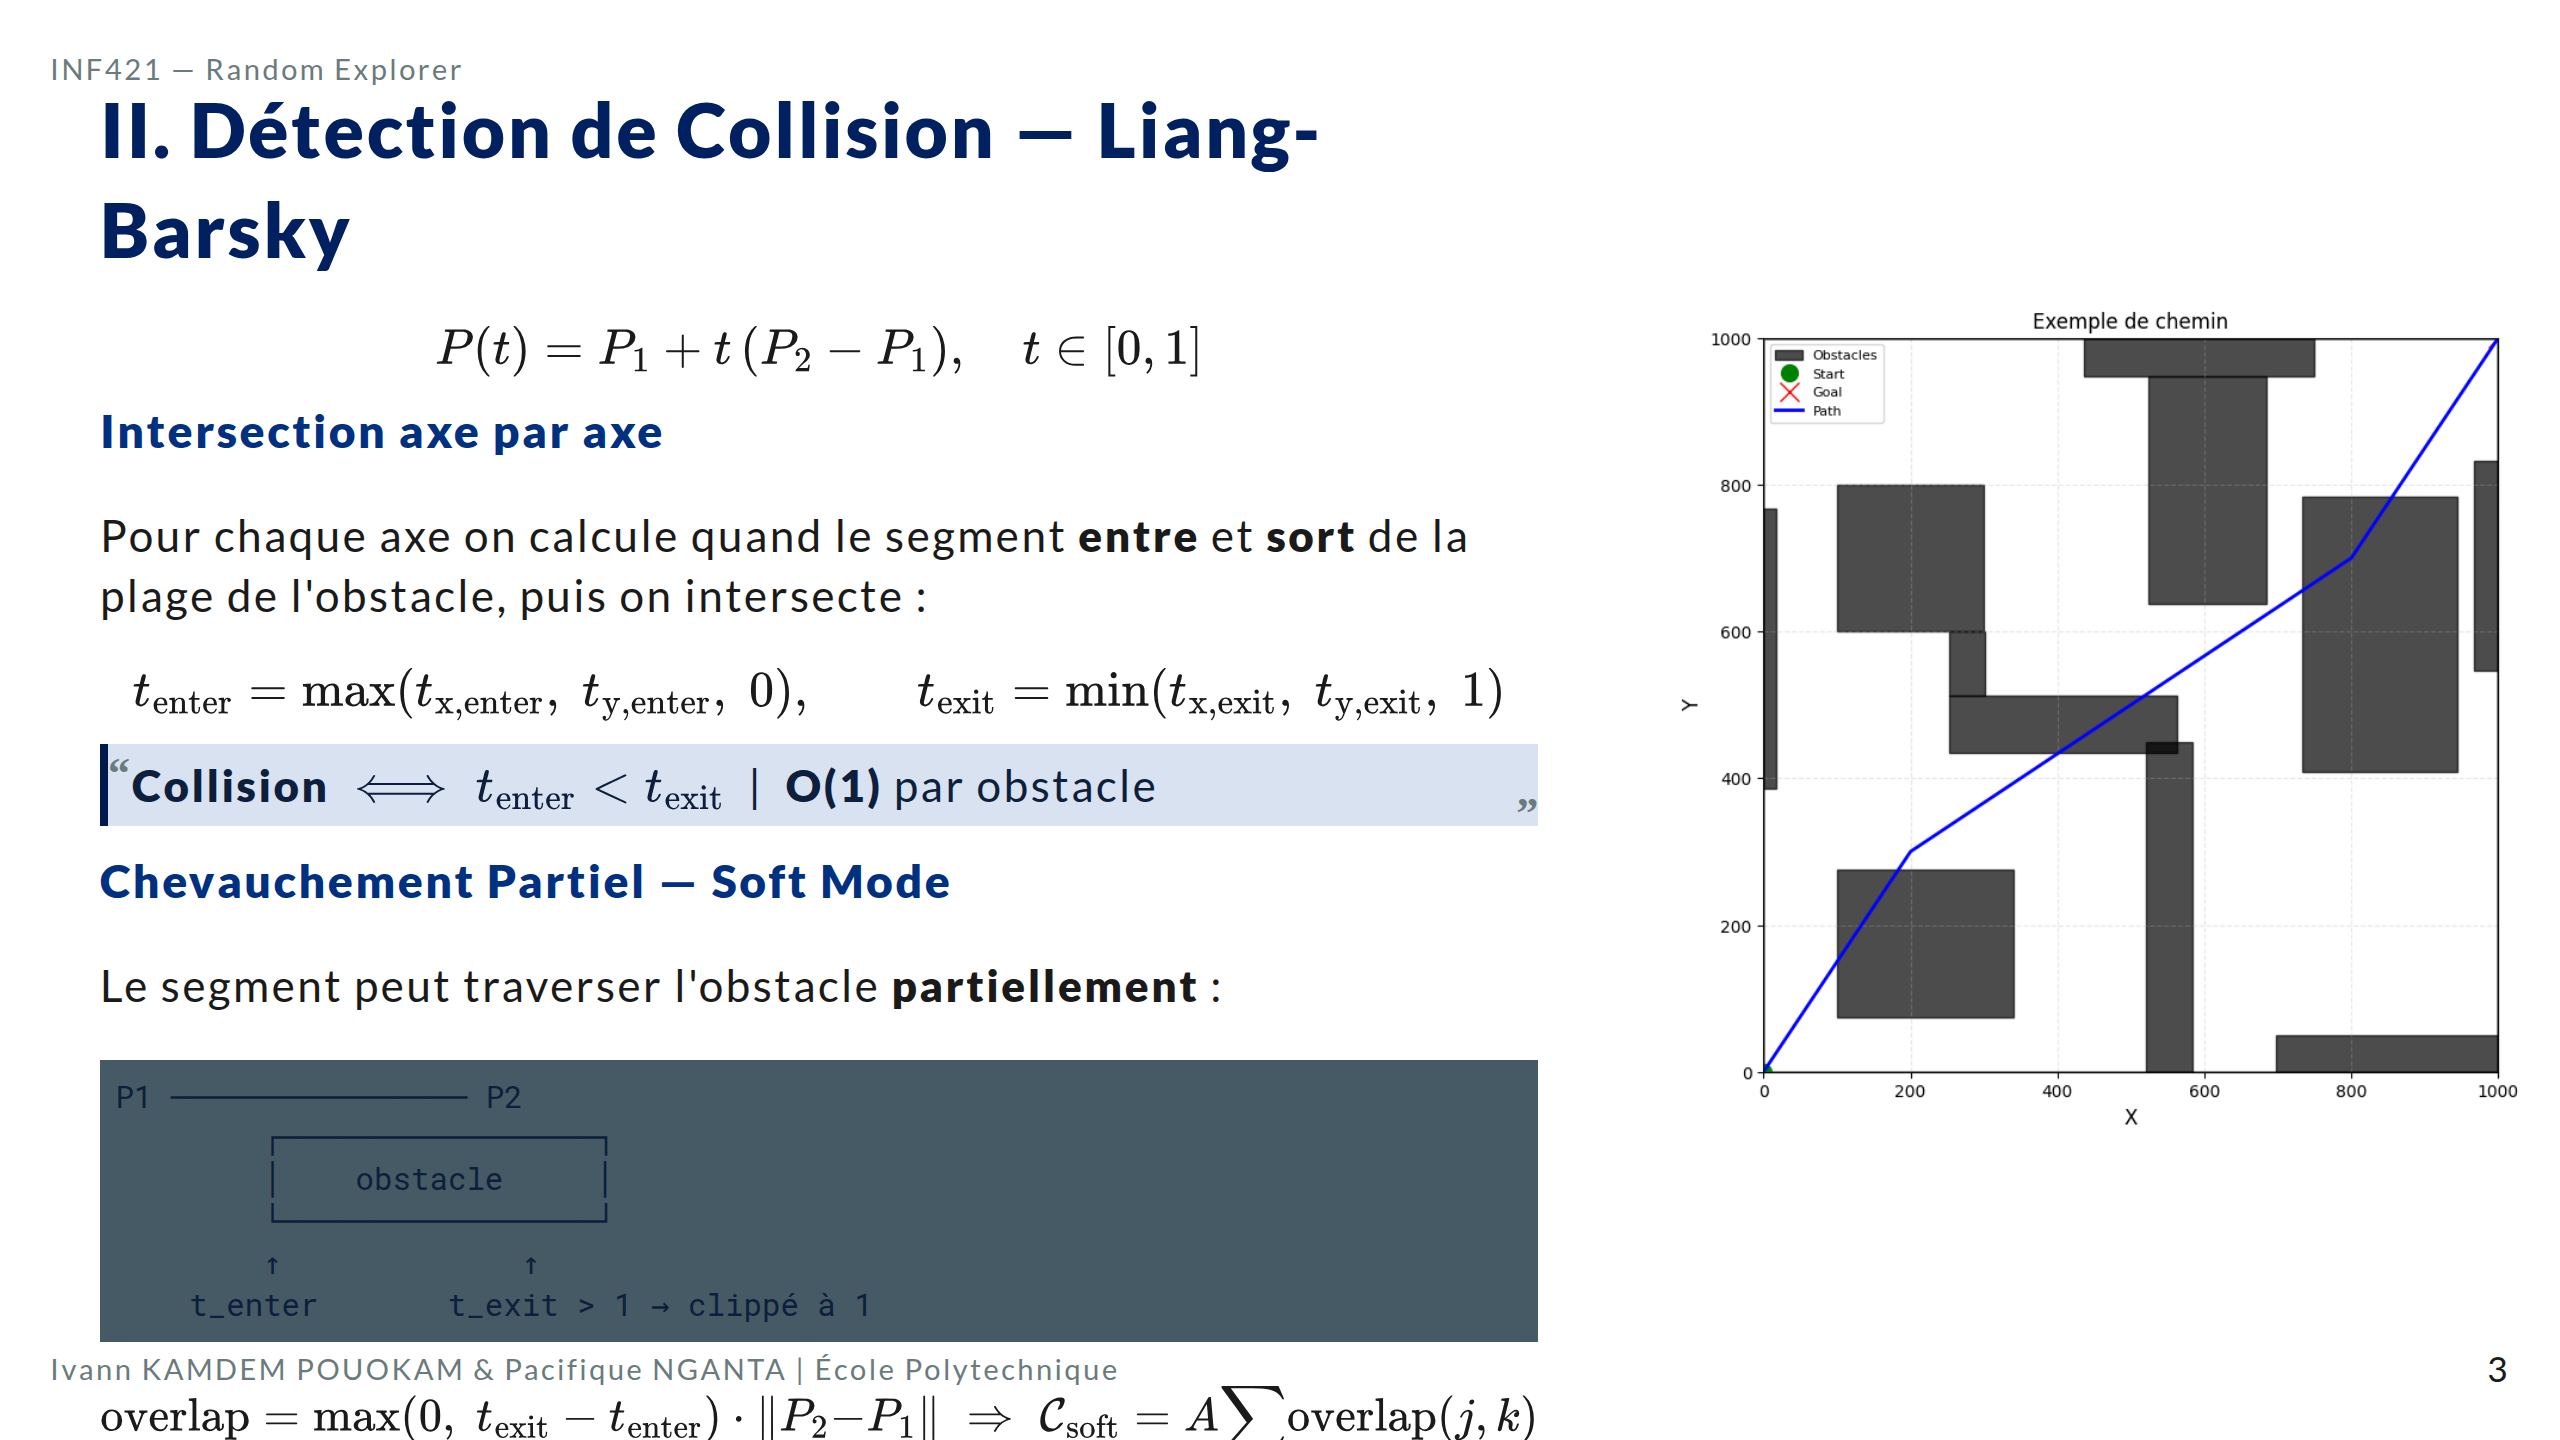 INF421 — Random Explorer
II. Détection de Collision — Liang-
Barsky
P(t) = P₁ + t (P₂ − P₁), t ∈ [0, 1]
Intersection axe par axe
Pour chaque axe on calcule quand le segment entre et sort de la
plage de l'obstacle, puis on intersecte :
t_enter = max(t_x,enter, t_y,enter, 0), t_exit = min(t_x,exit, t_y,exit, 1)
“Collision ⟺ t_enter < t_exit | O(1) par obstacle ”
Chevauchement Partiel — Soft Mode
Le segment peut traverser l'obstacle partiellement :
P1 ────────── P2
obstacle
↑ ↑
t_enter t_exit > 1 → clippé à 1
Ivann KAMDEM POUOKAM & Pacifique NGANTA | École Polytechnique
overlap = max(0, t_exit − t_enter) · ‖P₂−P₁‖ ⇒ 𝒞_soft = A∑overlap(j, k)
Exemple de chemin
Obstacles
Start
Goal
Path
1000
800
600
400
200
0
Y
0 200 400 600 800 1000
X
3